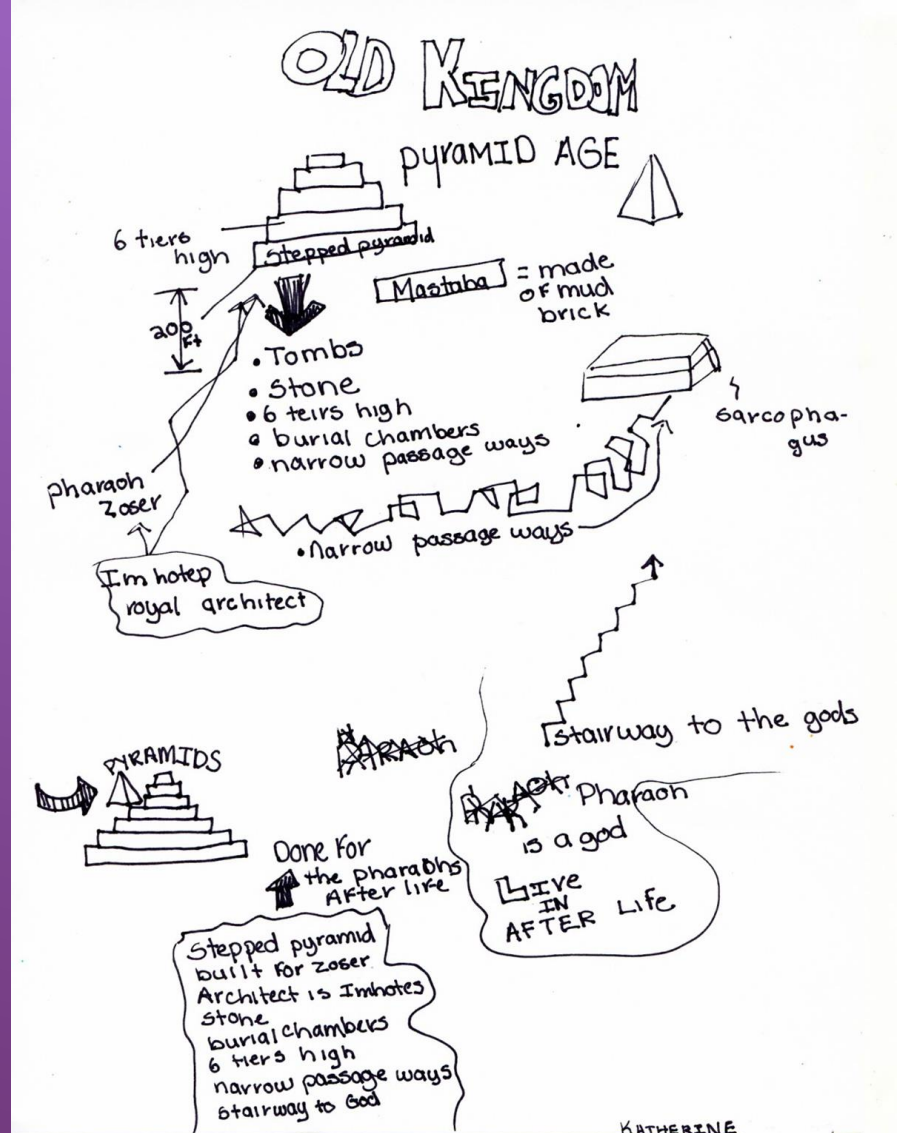 OLD KINGDOM
pyramid AGE
6 tiers
high
stepped pyramid
Mastaba = made
of mud
brick
200
Ft
• Tombs
• Stone
• 6 teirs high
• burial chambers
• narrow passage ways
sarcopha-
gus
pharaoh
Zoser
• Narrow passage ways
Imhotep
royal architect
stairway to the gods
PYRAMIDS
Pharaoh
is a god
Live
IN
AFTER Life
Done For
the pharaohs
After life
Stepped pyramid
built for zoser
Architect is Imhotes
stone
burial chambers
6 tiers high
narrow passage ways
stairway to God
KATHERINE